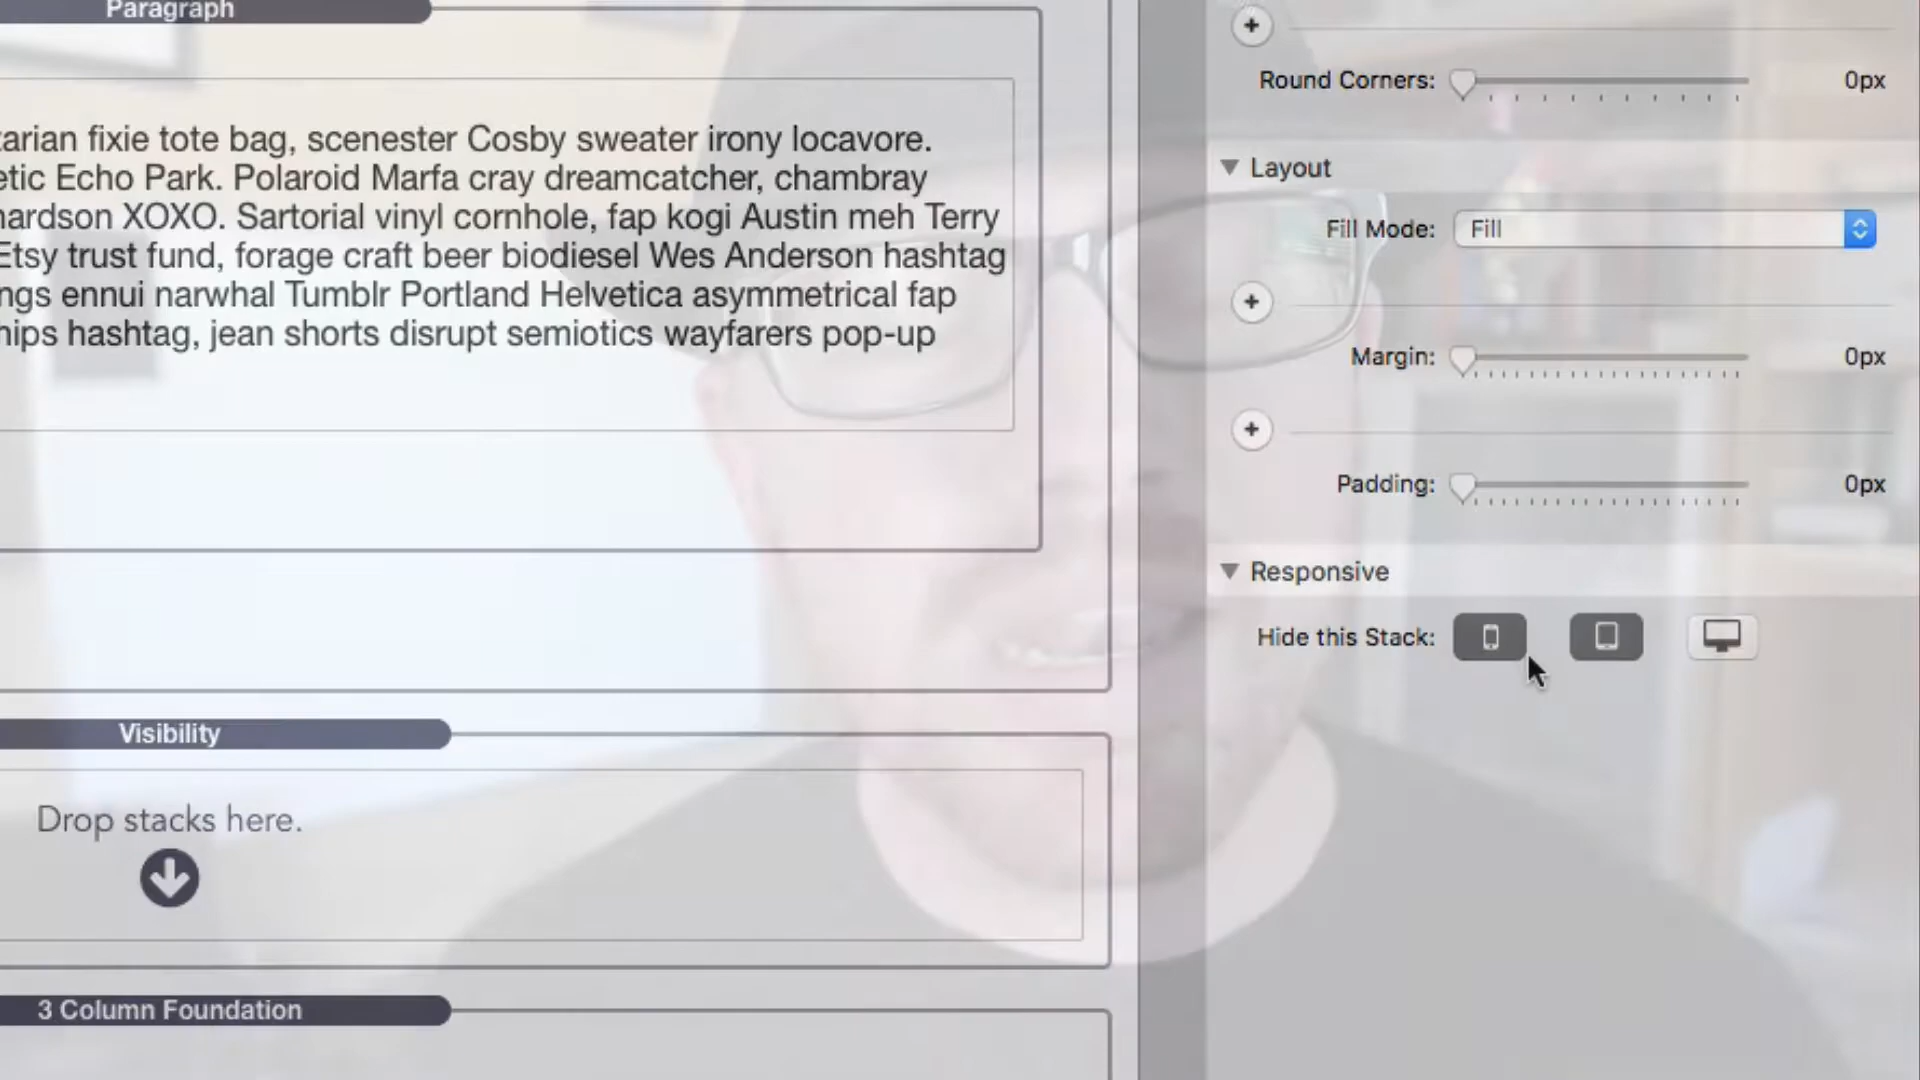 Paragraph
arian fixie tote bag, scenester Cosby sweater irony locavore.
etic Echo Park. Polaroid Marfa cray dreamcatcher, chambray
hardson XOXO. Sartorial vinyl cornhole, fap kogi Austin meh Terry
Etsy trust fund, forage craft beer biodiesel Wes Anderson hashtag
ngs ennui narwhal Tumblr Portland Helvetica asymmetrical fap
hips hashtag, jean shorts disrupt semiotics wayfarers pop-up
Visibility
Drop stacks here.
3 Column Foundation
Round Corners: 0px
Layout
Fill Mode: Fill
Margin: 0px
Padding: 0px
Responsive
Hide this Stack: